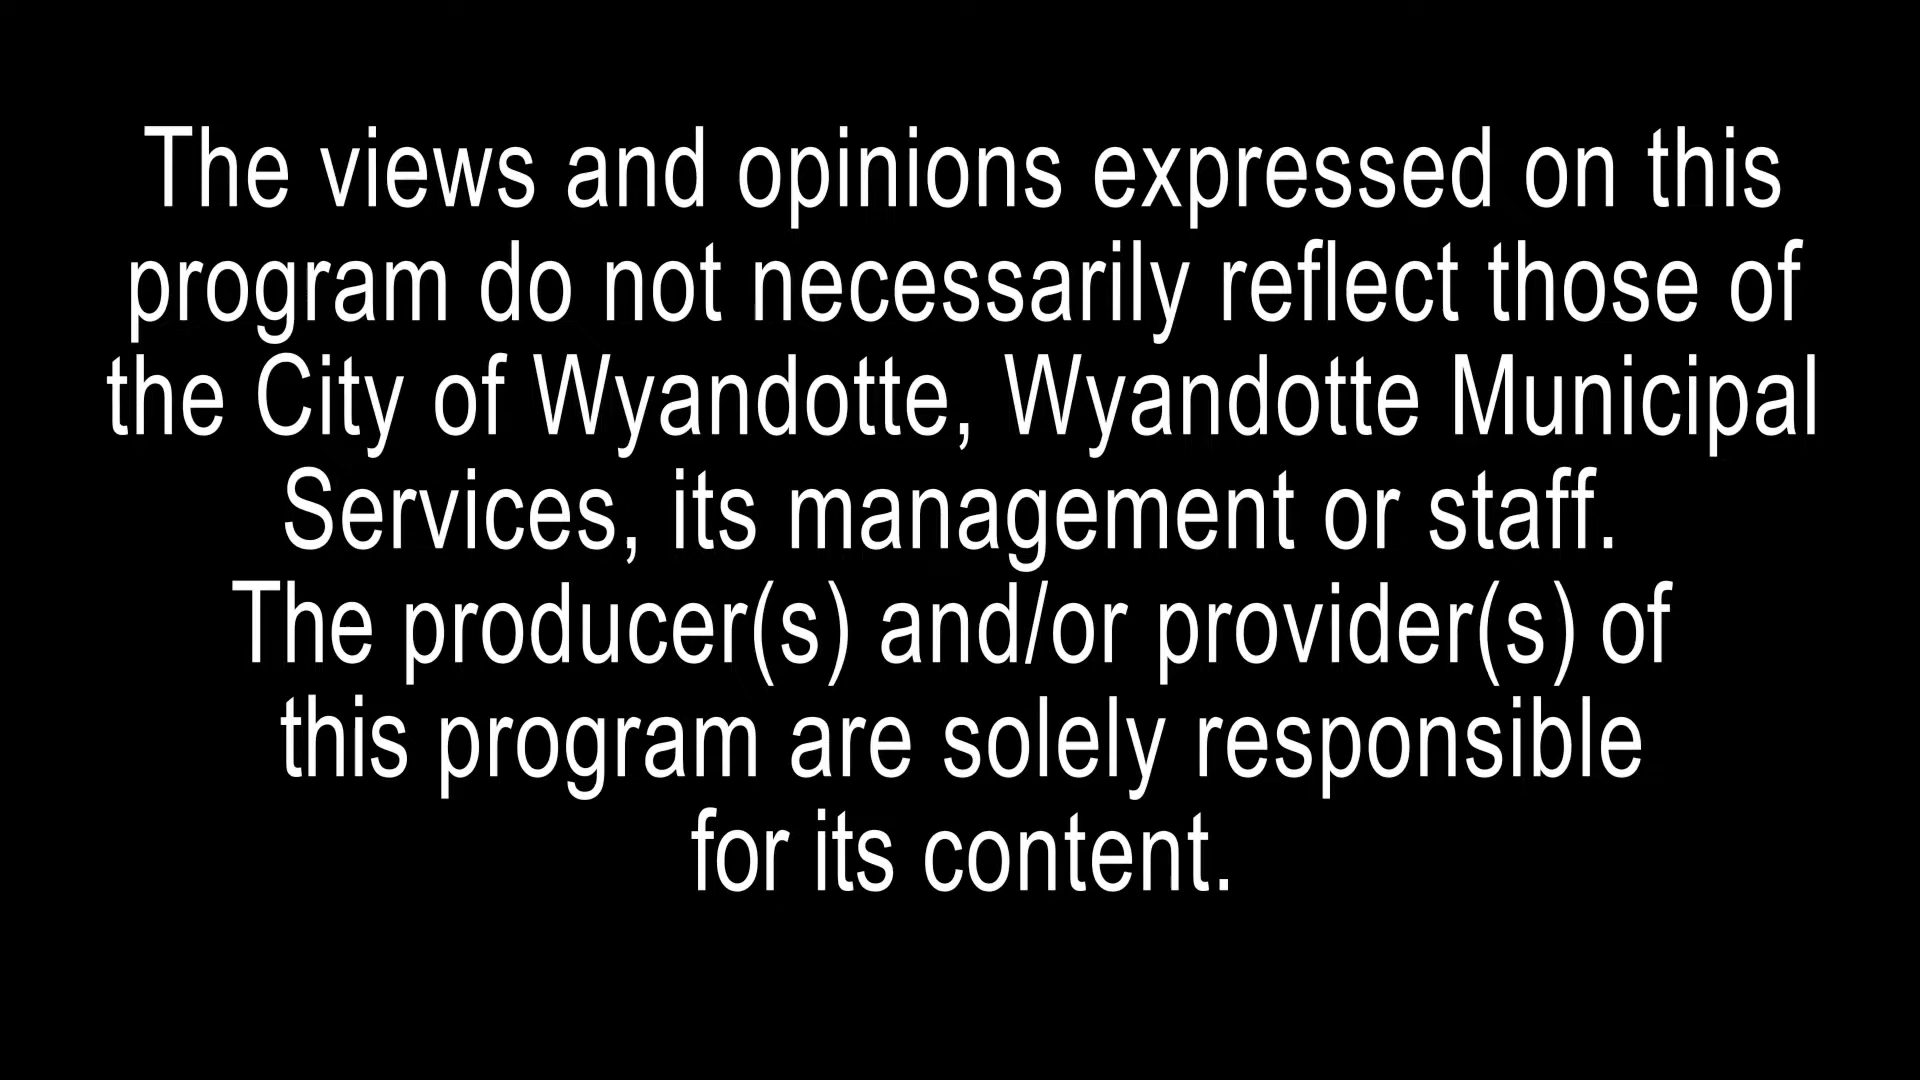 The views and opinions expressed on this
program do not necessarily reflect those of
the City of Wyandotte, Wyandotte Municipal
Services, its management or staff.
The producer(s) and/or provider(s) of
this program are solely responsible
for its content.